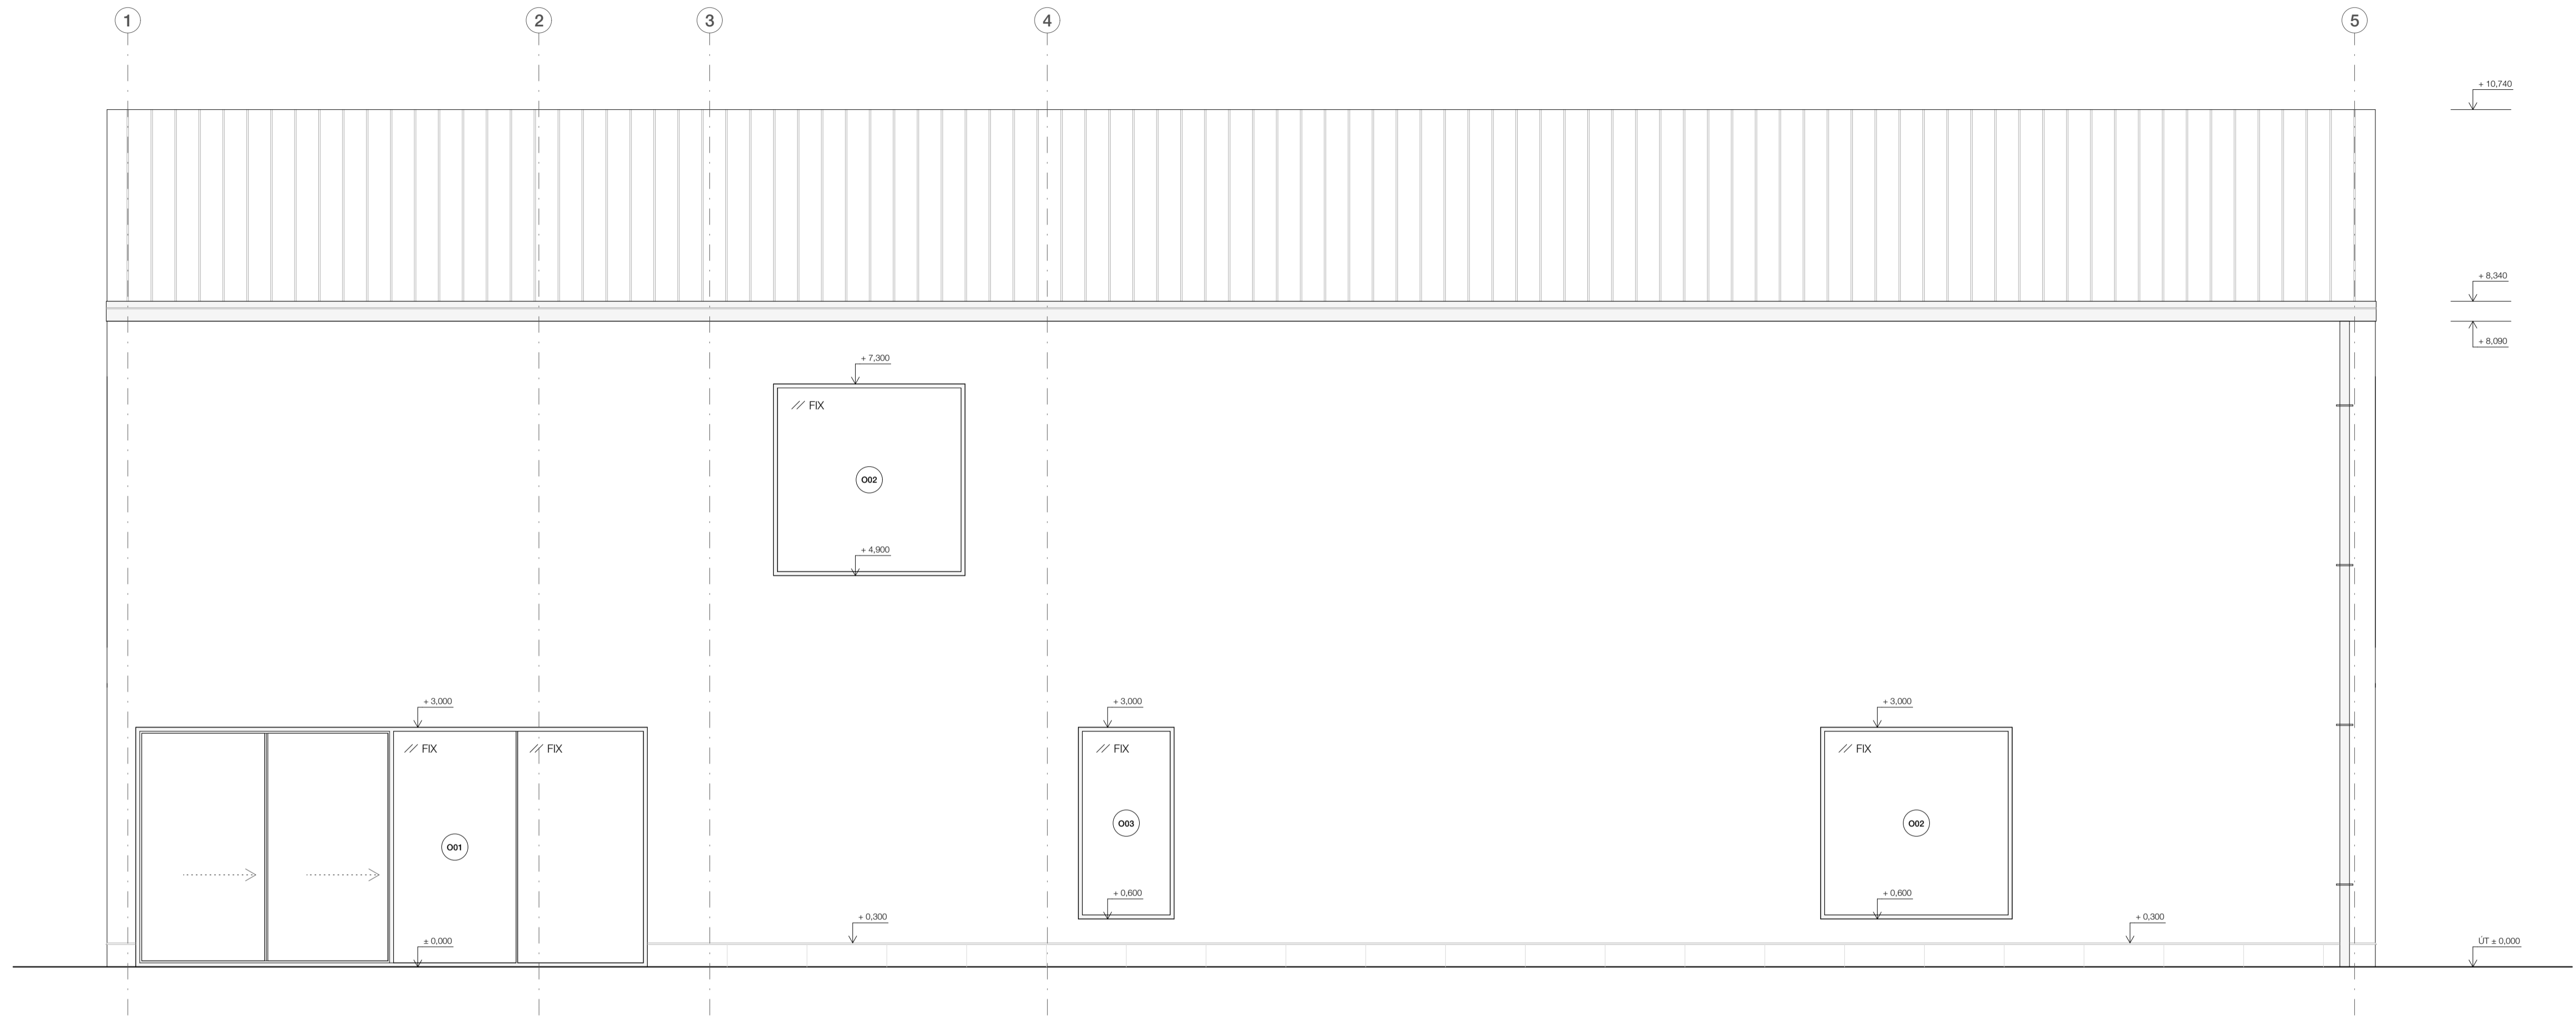 1 2 3 4 5
+ 10,740
+ 8,340
+ 8,090
+ 7,300
// FIX
O02
+ 4,900
+ 3,000
+ 3,000
+ 3,000
// FIX
// FIX
// FIX
// FIX
O03
O02
O01
+ 0,600
+ 0,600
+ 0,300
+ 0,300
± 0,000
ÚT ± 0,000